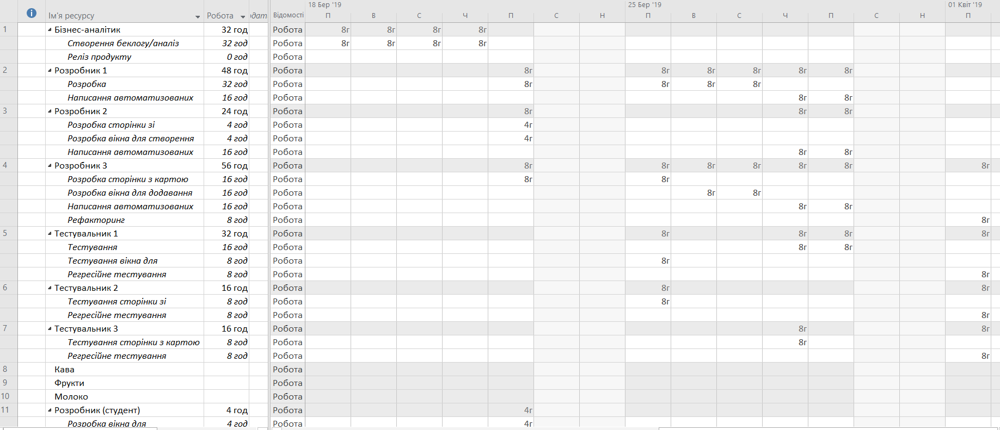 18 Бер '19 25 Бер '19 01 Квіт '19
Ім'я ресурсу Робота Відомості П В С Ч П С Н П В С Ч П С Н П
1 Бізнес-аналітик 32 год Робота 8г 8г 8г 8г
Створення беклогу/аналіз 32 год Робота 8г 8г 8г 8г
Реліз продукту 0 год Робота
2 Розробник 1 48 год Робота 8г 8г 8г 8г 8г 8г
Розробка 32 год Робота 8г 8г 8г 8г
Написання автоматизованих 16 год Робота 8г 8г
3 Розробник 2 24 год Робота 8г 8г 8г
Розробка сторінки зі 4 год Робота 4г
Розробка вікна для створення 4 год Робота 4г
Написання автоматизованих 16 год Робота 8г 8г
4 Розробник 3 56 год Робота 8г 8г 8г 8г 8г 8г 8г
Розробка сторінки з картою 16 год Робота 8г 8г
Розробка вікна для додавання 16 год Робота 8г 8г
Написання автоматизованих 16 год Робота 8г 8г
Рефакторинг 8 год Робота 8г
5 Тестувальник 1 32 год Робота 8г 8г 8г 8г
Тестування 16 год Робота 8г 8г
Тестування вікна для 8 год Робота 8г
Регресійне тестування 8 год Робота 8г
6 Тестувальник 2 16 год Робота 8г 8г
Тестування сторінки зі 8 год Робота 8г
Регресійне тестування 8 год Робота 8г
7 Тестувальник 3 16 год Робота 8г 8г
Тестування сторінки з картою 8 год Робота 8г
Регресійне тестування 8 год Робота 8г
8 Кава Робота
9 Фрукти Робота
10 Молоко Робота
11 Розробник (студент) 4 год Робота 4г
Розробка вікна для 4 год Робота 4г